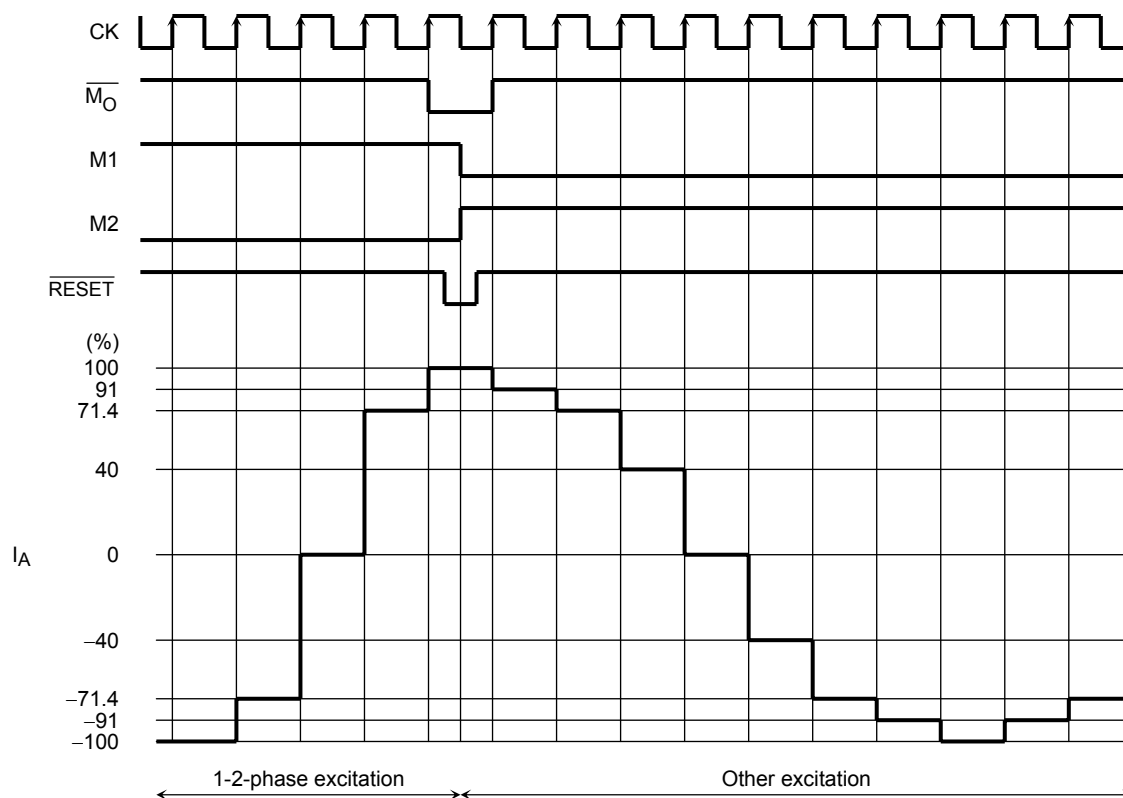 CK
M̅O̅
M1
M2
R̅E̅S̅E̅T̅
(%)
100
91
71.4
40
IA
0
−40
−71.4
−91
−100
1-2-phase excitation
Other excitation